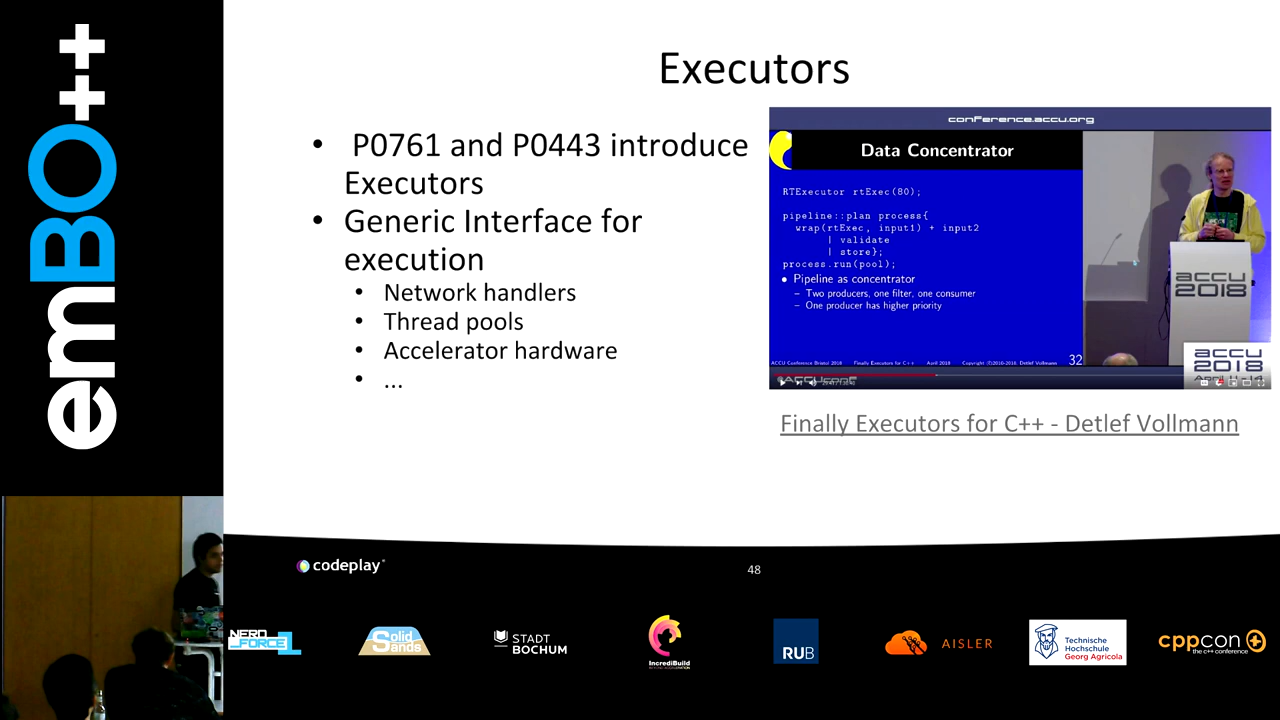 emBO++
Executors
• P0761 and P0443 introduce
Executors
• Generic Interface for
execution
• Network handlers
• Thread pools
• Accelerator hardware
• ...
conference.accu.org
Data Concentrator
RTExecutor rtExec(80);
pipeline::plan process{
wrap(rtExec, input1) + input2
| validate
| store};
process.run(pool);
• Pipeline as concentrator
– Two producers, one filter, one consumer
– One producer has higher priority
ACCU Conference Bristol 2018 Finally Executors for C++ April 2018 Copyright ©2010-2018, Detlef Vollmann 32
accu
2018
accu
2018
Finally Executors for C++ - Detlef Vollmann
codeplay
48
NERD
FORCE1
Solid
Sands
STADT
BOCHUM
IncrediBuild
RUB
AISLER
Technische
Hochschule
Georg Agricola
cppcon
the c++ conference